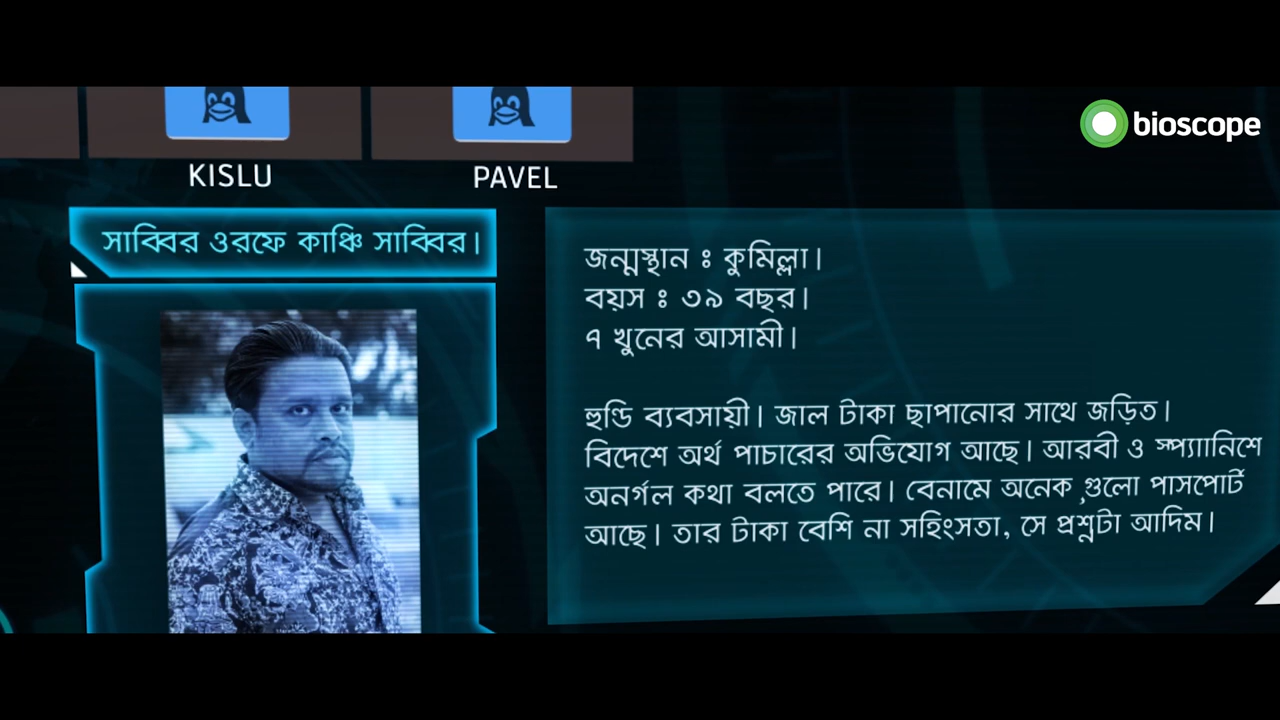 bioscope
KISLU
PAVEL
সাব্বির ওরফে কাঞ্চি সাব্বির।
জন্মস্থান ঃ কুমিল্লা।
বয়স ঃ ৩৯ বছর।
৭ খুনের আসামী।
হুন্ডি ব্যবসায়ী। জাল টাকা ছাপানোর সাথে জড়িত।
বিদেশে অর্থ পাচারের অভিযোগ আছে। আরবী ও স্প্যানিশে
অনর্গল কথা বলতে পারে। বেনামে অনেক ,গুলো পাসপোর্ট
আছে। তার টাকা বেশি না সহিংসতা, সে প্রশ্নটা আদিম।